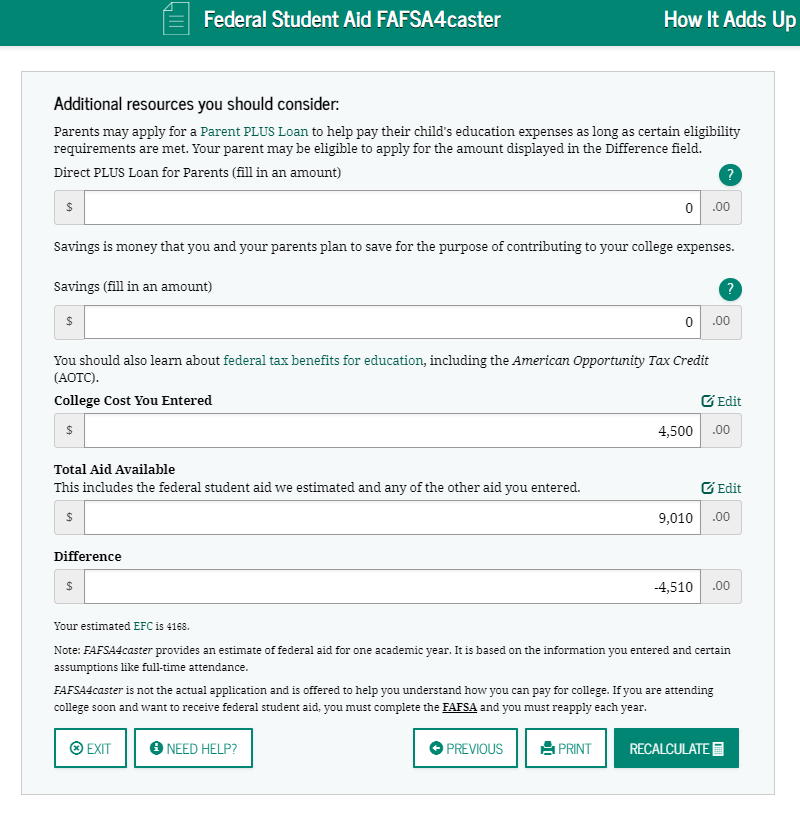 Federal Student Aid FAFSA4caster How It Adds Up
Additional resources you should consider:
Parents may apply for a Parent PLUS Loan to help pay their child's education expenses as long as certain eligibility
requirements are met. Your parent may be eligible to apply for the amount displayed in the Difference field.
Direct PLUS Loan for Parents (fill in an amount) ?
$ 0 .00
Savings is money that you and your parents plan to save for the purpose of contributing to your college expenses.
Savings (fill in an amount) ?
$ 0 .00
You should also learn about federal tax benefits for education, including the American Opportunity Tax Credit
(AOTC).
College Cost You Entered Edit
$ 4,500 .00
Total Aid Available
This includes the federal student aid we estimated and any of the other aid you entered. Edit
$ 9,010 .00
Difference
$ -4,510 .00
Your estimated EFC is 4168.
Note: FAFSA4caster provides an estimate of federal aid for one academic year. It is based on the information you entered and certain
assumptions like full-time attendance.
FAFSA4caster is not the actual application and is offered to help you understand how you can pay for college. If you are attending
college soon and want to receive federal student aid, you must complete the FAFSA and you must reapply each year.
EXIT NEED HELP? PREVIOUS PRINT RECALCULATE